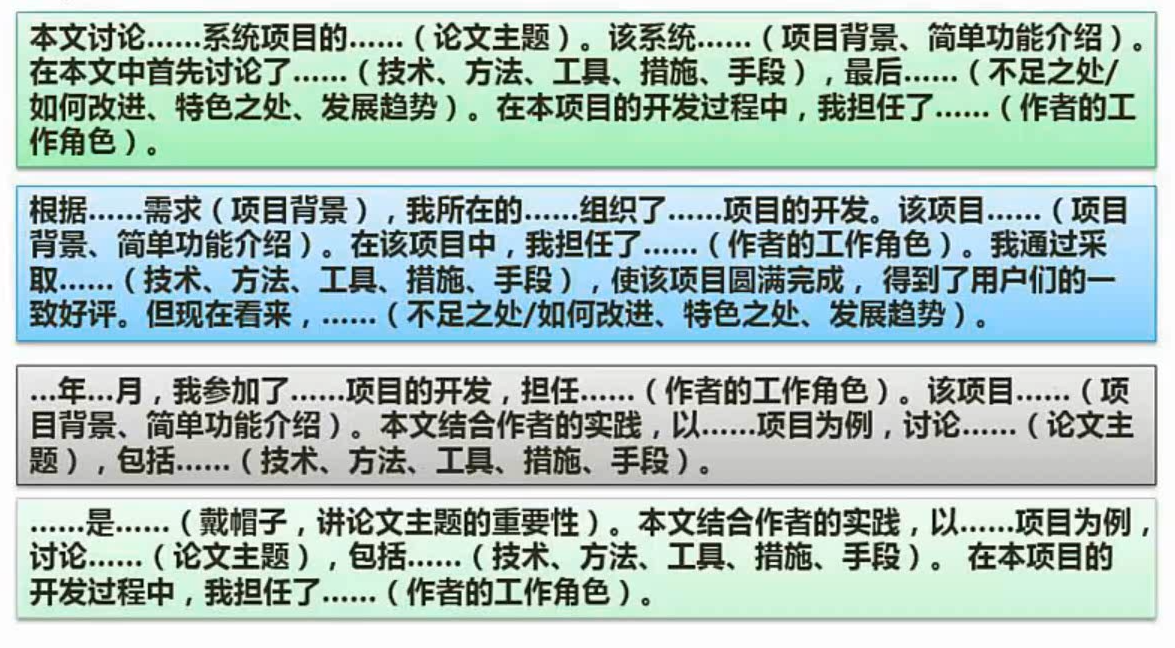 本文讨论……系统项目的……（论文主题）。该系统……（项目背景、简单功能介绍）。
在本文中首先讨论了……（技术、方法、工具、措施、手段），最后……（不足之处/
如何改进、特色之处、发展趋势）。在本项目的开发过程中，我担任了……（作者的工
作角色）。
根据……需求（项目背景），我所在的……组织了……项目的开发。该项目……（项目
背景、简单功能介绍）。在该项目中，我担任了……（作者的工作角色）。我通过采
取……（技术、方法、工具、措施、手段），使该项目圆满完成， 得到了用户们的一
致好评。但现在看来，……（不足之处/如何改进、特色之处、发展趋势）。
…年…月，我参加了……项目的开发，担任……（作者的工作角色）。该项目……（项
目背景、简单功能介绍）。本文结合作者的实践，以……项目为例，讨论……（论文主
题），包括……（技术、方法、工具、措施、手段）。
……是……（戴帽子，讲论文主题的重要性）。本文结合作者的实践，以……项目为例，
讨论……（论文主题），包括……（技术、方法、工具、措施、手段）。 在本项目的
开发过程中，我担任了……（作者的工作角色）。